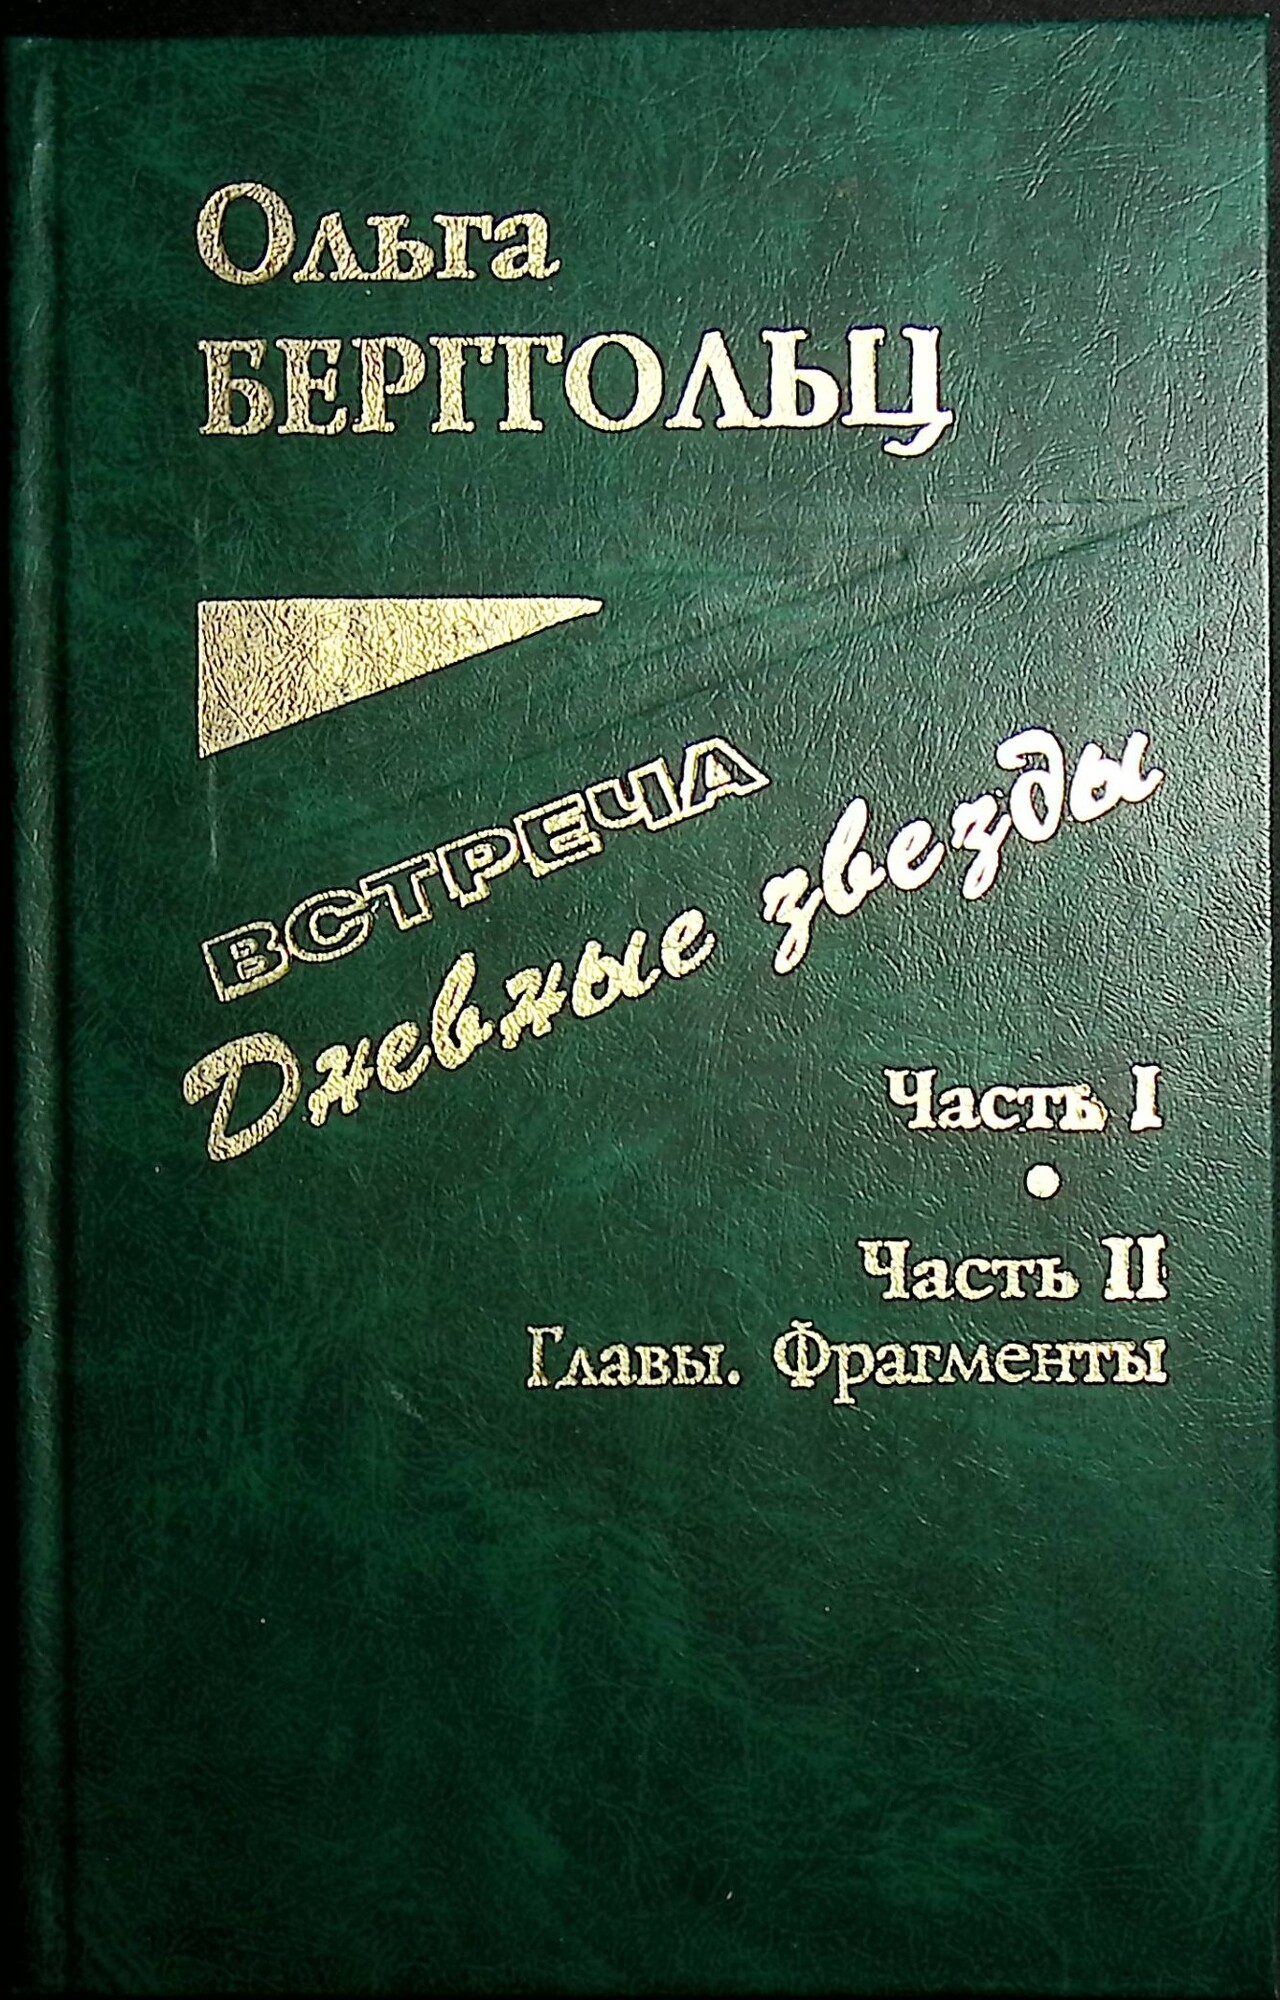 Ольга
БЕРГГОЛЬЦ
ВСТРЕЧА
Дневные звезды
Часть I
•
Часть II
Главы. Фрагменты